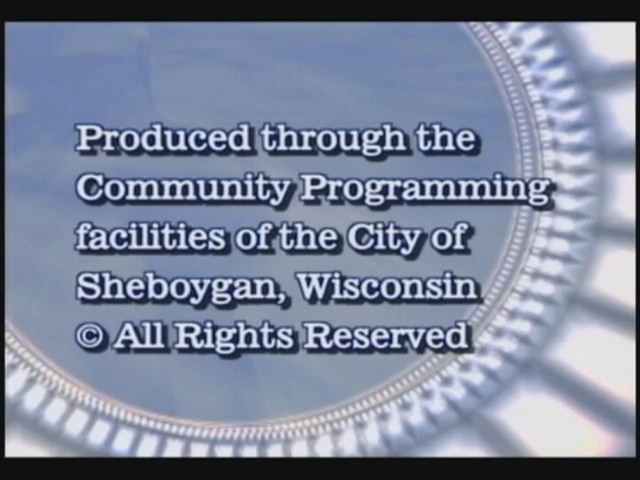 Produced through the
Community Programming
facilities of the City of
Sheboygan, Wisconsin
© All Rights Reserved